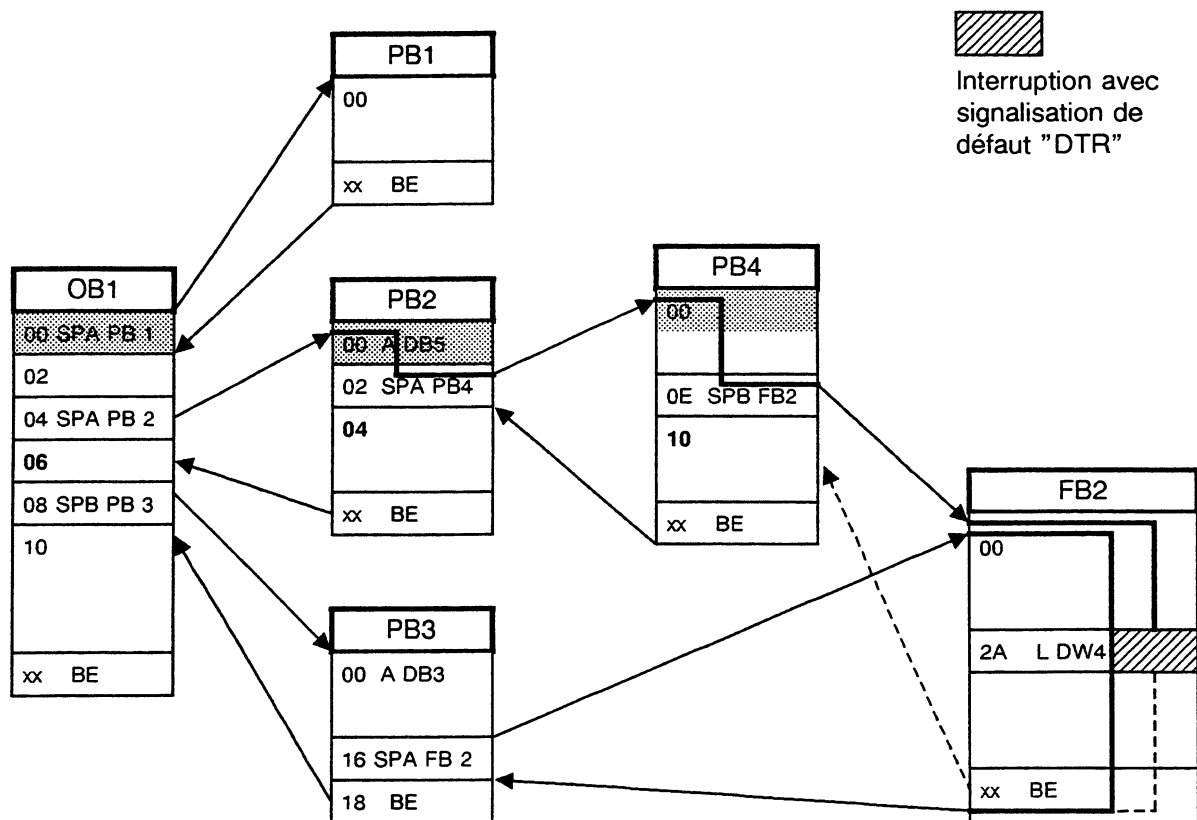 PB1
00
xx BE
Interruption avec
signalisation de
défaut "DTR"
OB1
00 SPA PB 1
02
04 SPA PB 2
06
08 SPB PB 3
10
xx BE
PB2
00 A DB5
02 SPA PB4
04
xx BE
PB4
00
0E SPB FB2
10
xx BE
PB3
00 A DB3
16 SPA FB 2
18 BE
FB2
00
2A L DW4
xx BE